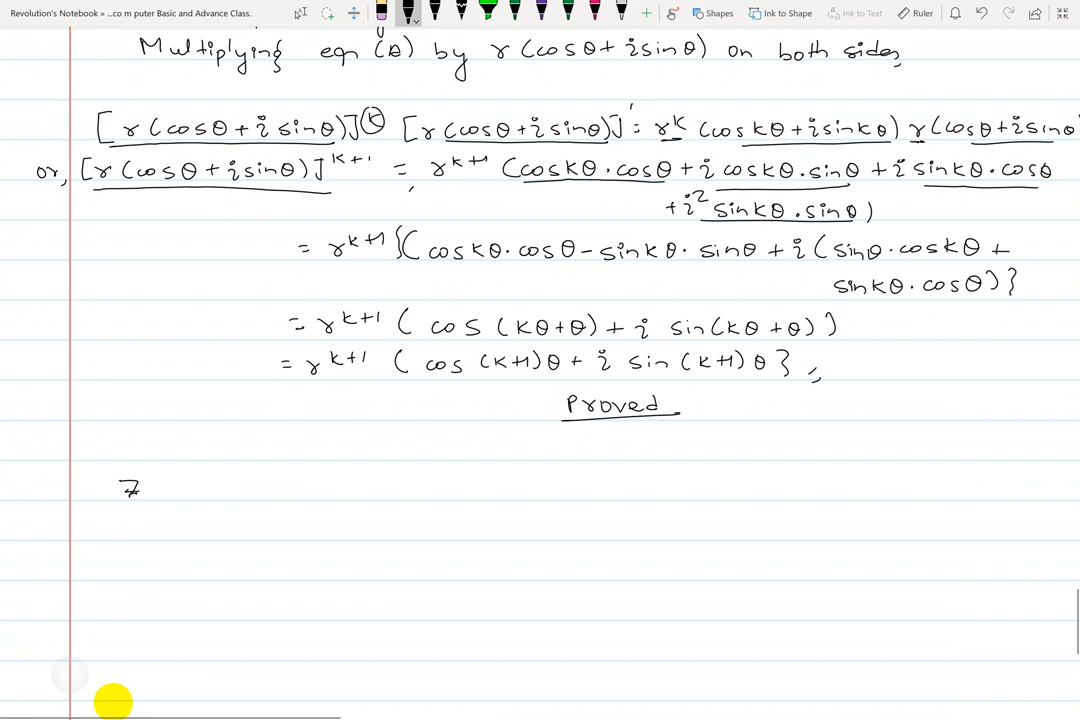 Revolution's Notebook » ...co m puter Basic and Advance Class.
Shapes
Ink to Shape
Ink to Text
Ruler
Multiplying eqn (A) by r (cosθ + i sinθ) on both sides,
[r (cosθ + i sinθ)]^k [r (cosθ + i sinθ)]' = r^k (cos kθ + i sin kθ) r (cosθ + i sinθ
or, [r (cosθ + i sinθ)]^{k+1} = r^{k+1} (cos kθ . cosθ + i cos kθ . sinθ + i sin kθ . cosθ
+ i² sin kθ . sinθ)
= r^{k+1} {(cos kθ . cosθ - sin kθ . sinθ + i (sinθ . cos kθ +
sin kθ . cosθ)}
= r^{k+1} (cos (kθ + θ) + i sin (kθ + θ))
= r^{k+1} (cos (k+1)θ + i sin (k+1)θ},
Proved
Z